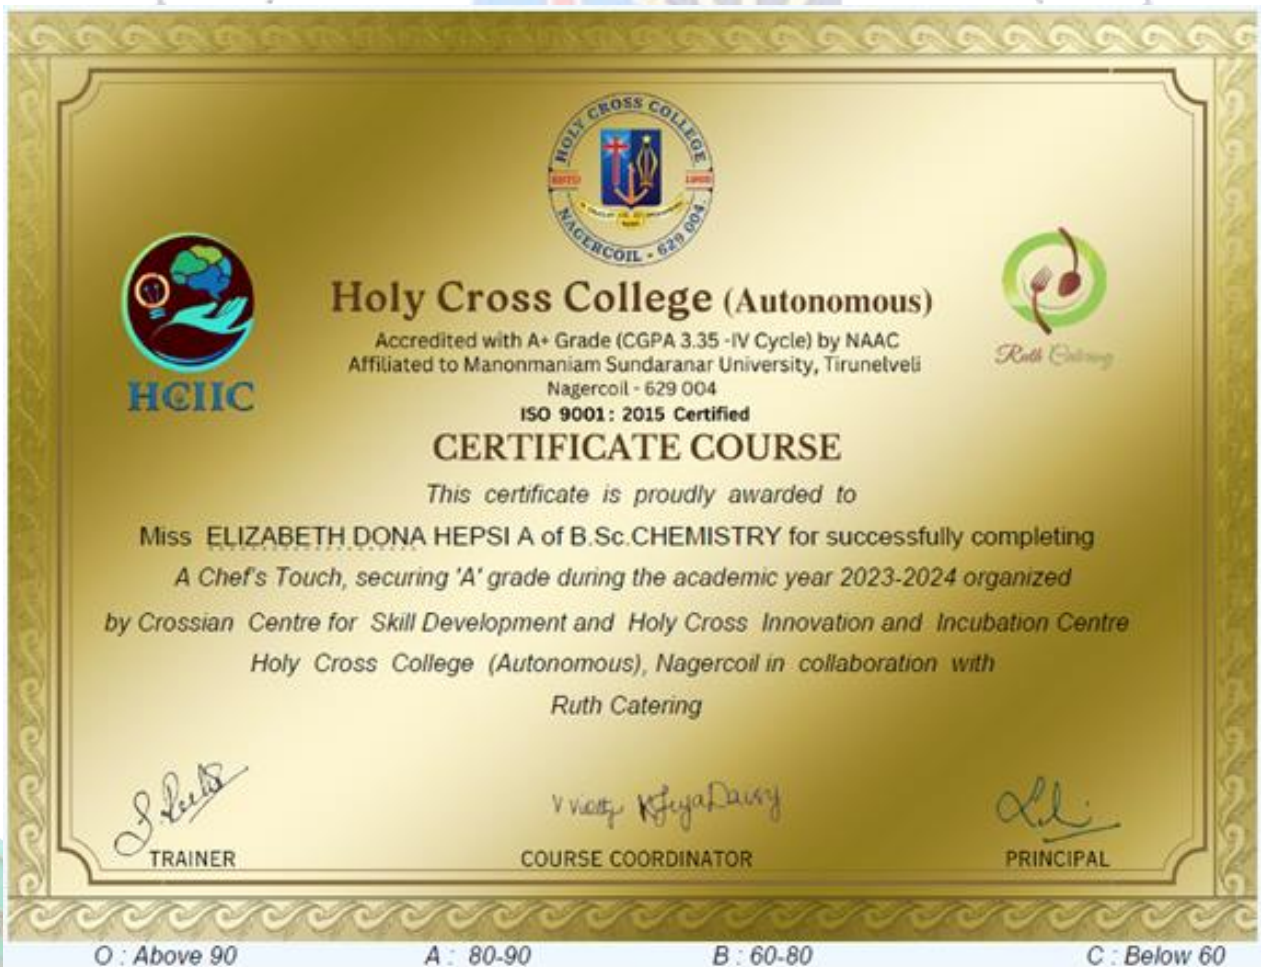 HOLY CROSS COLLEGE
NAGERCOIL - 629 004
HCIIC
Ruth Catering
Holy Cross College (Autonomous)
Accredited with A+ Grade (CGPA 3.35 -IV Cycle) by NAAC
Affiliated to Manonmaniam Sundaranar University, Tirunelveli
Nagercoil - 629 004
ISO 9001: 2015 Certified
CERTIFICATE COURSE
This certificate is proudly awarded to
Miss ELIZABETH DONA HEPSI A of B.Sc.CHEMISTRY for successfully completing
A Chef's Touch, securing 'A' grade during the academic year 2023-2024 organized
by Crossian Centre for Skill Development and Holy Cross Innovation and Incubation Centre
Holy Cross College (Autonomous), Nagercoil in collaboration with
Ruth Catering
TRAINER
COURSE COORDINATOR
PRINCIPAL
O : Above 90
A : 80-90
B : 60-80
C : Below 60